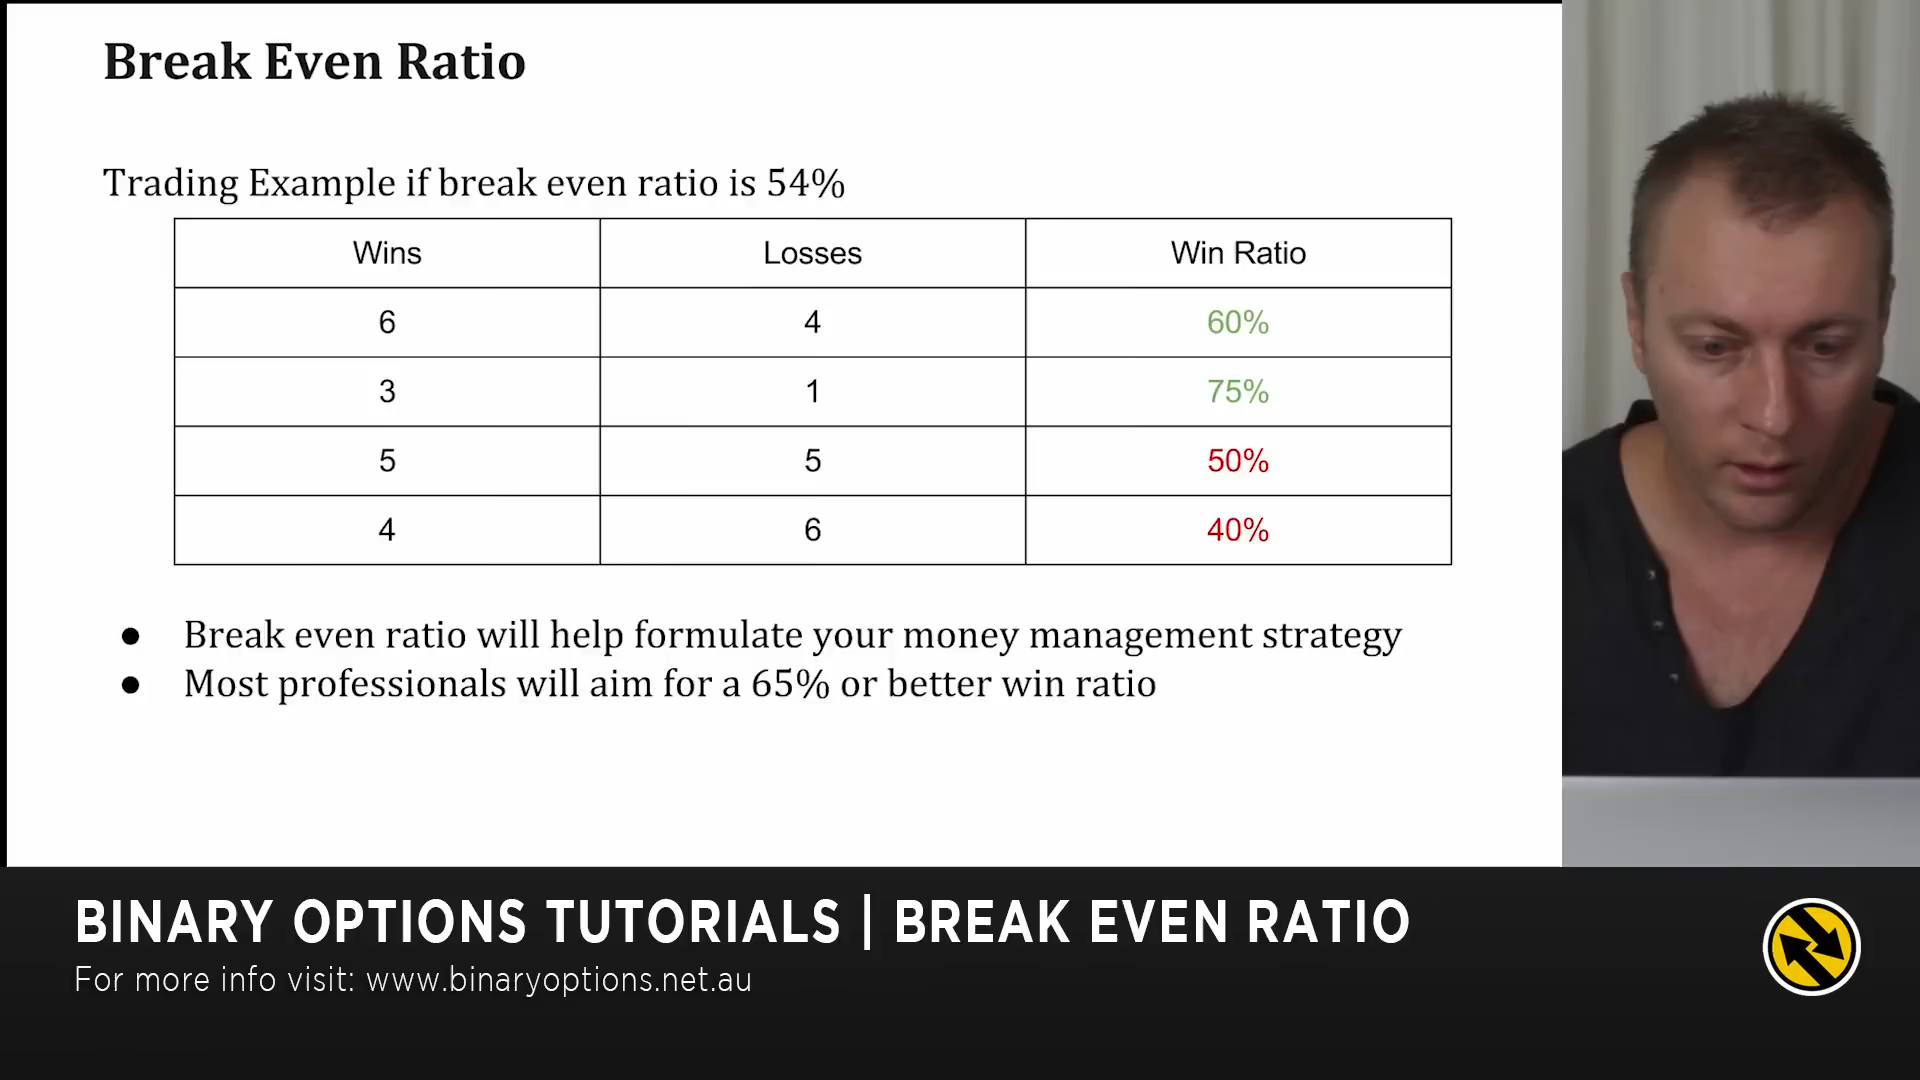 Break Even Ratio
Trading Example if break even ratio is 54%
Wins Losses Win Ratio
6 4 60%
3 1 75%
5 5 50%
4 6 40%
● Break even ratio will help formulate your money management strategy
● Most professionals will aim for a 65% or better win ratio
BINARY OPTIONS TUTORIALS | BREAK EVEN RATIO
For more info visit: www.binaryoptions.net.au